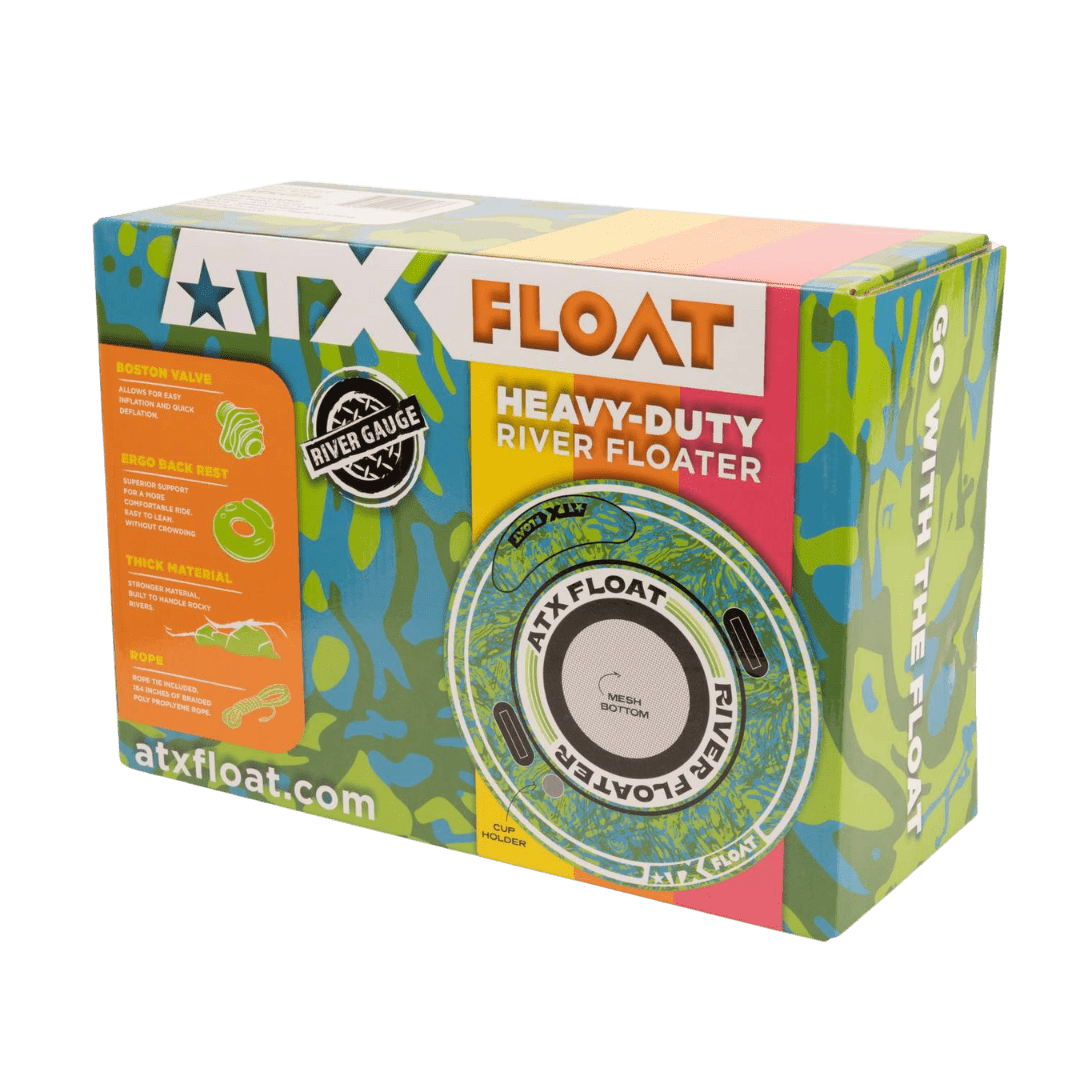 ATX FLOAT
HEAVY-DUTY
RIVER FLOATER
BOSTON VALVE
ALLOWS FOR EASY
INFLATION AND QUICK
DEFLATION.
ERGO BACK REST
SUPERIOR SUPPORT
FOR A MORE
COMFORTABLE RIDE.
EASY TO LEAN.
WITHOUT CROWDING
THICK MATERIAL
STRONGER MATERIAL,
BUILT TO HANDLE ROCKY
RIVERS.
ROPE
ROPE TIE INCLUDED.
164 INCHES OF BRAIDED
POLY PROPLYENE ROPE.
atxfloat.com
RIVER GAUGE
ATX FLOAT
ATX FLOAT
RIVER FLOATER
RIVER FLOATER
MESH
BOTTOM
CUP
HOLDER
ATX FLOAT
GO WITH THE FLOAT